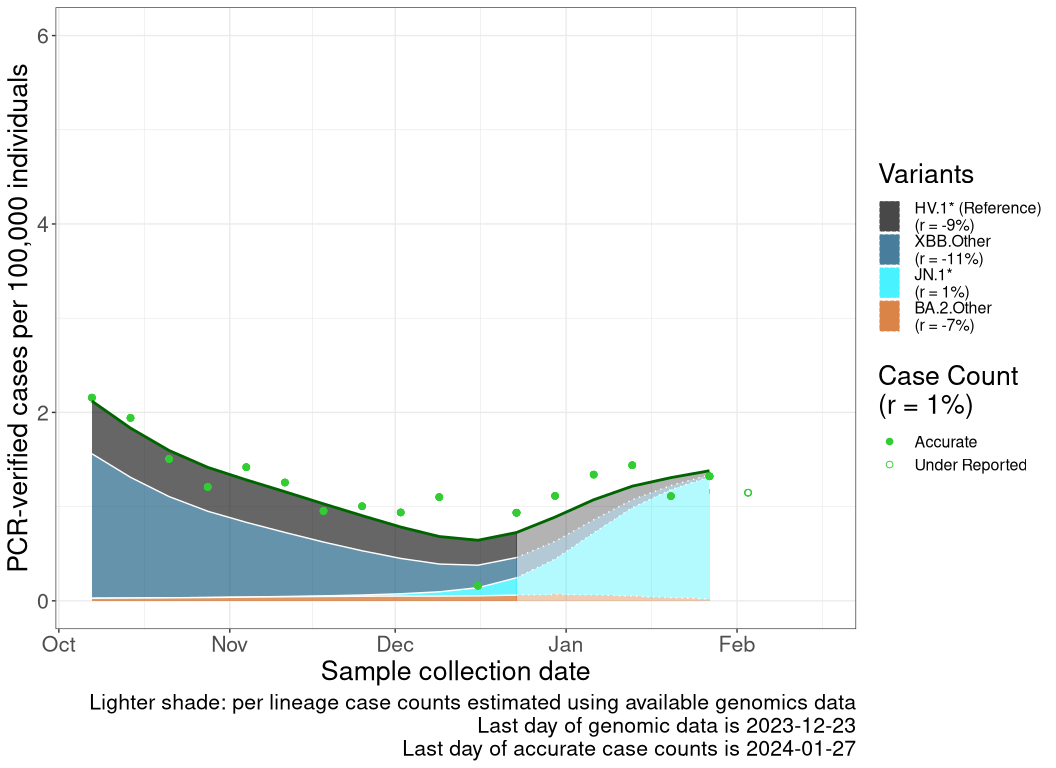 PCR-verified cases per 100,000 individuals
6
4
2
0
Oct
Nov
Dec
Jan
Feb
Sample collection date
Lighter shade: per lineage case counts estimated using available genomics data
Last day of genomic data is 2023-12-23
Last day of accurate case counts is 2024-01-27
Variants
HV.1* (Reference)
(r = -9%)
XBB.Other
(r = -11%)
JN.1*
(r = 1%)
BA.2.Other
(r = -7%)
Case Count
(r = 1%)
Accurate
Under Reported